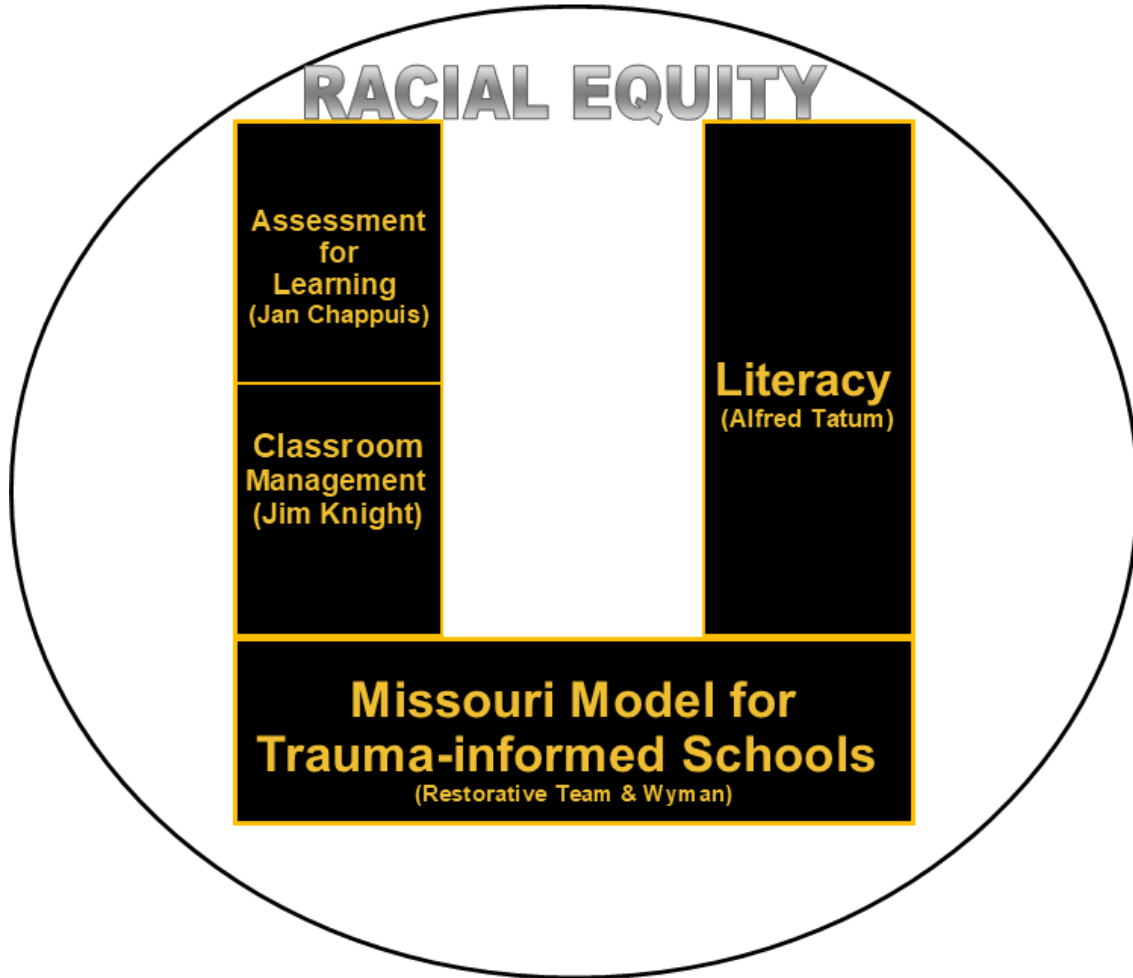 RACIAL EQUITY
Assessment
for
Learning
(Jan Chappuis)
Classroom
Management
(Jim Knight)
Literacy
(Alfred Tatum)
Missouri Model for
Trauma-informed Schools
(Restorative Team & Wyman)